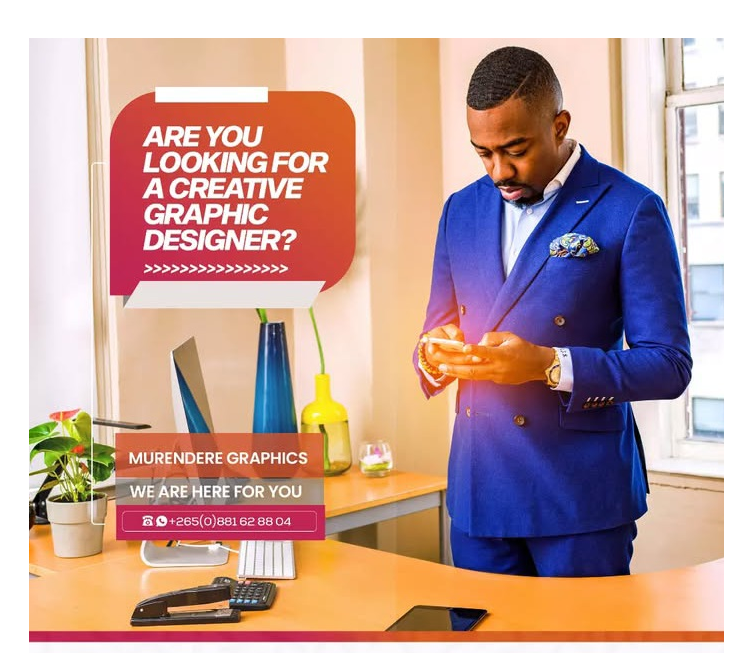 ARE YOU
LOOKING FOR
A CREATIVE
GRAPHIC
DESIGNER?
>>>>>>>>>>>>>>>>
MURENDERE GRAPHICS
WE ARE HERE FOR YOU
+265(0)881 62 88 04